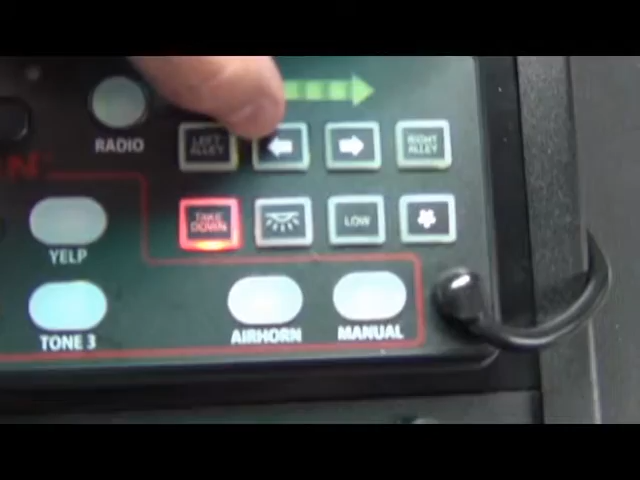 RADIO
LEFT ALLEY
RIGHT ALLEY
YELP
TAKE DOWN
LOW
TONE 3
AIRHORN
MANUAL